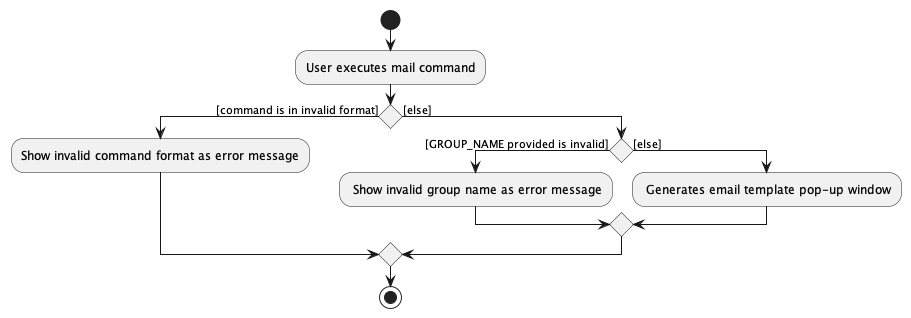 User executes mail command
[command is in invalid format]
[else]
Show invalid command format as error message
[GROUP_NAME provided is invalid]
[else]
Show invalid group name as error message
Generates email template pop-up window